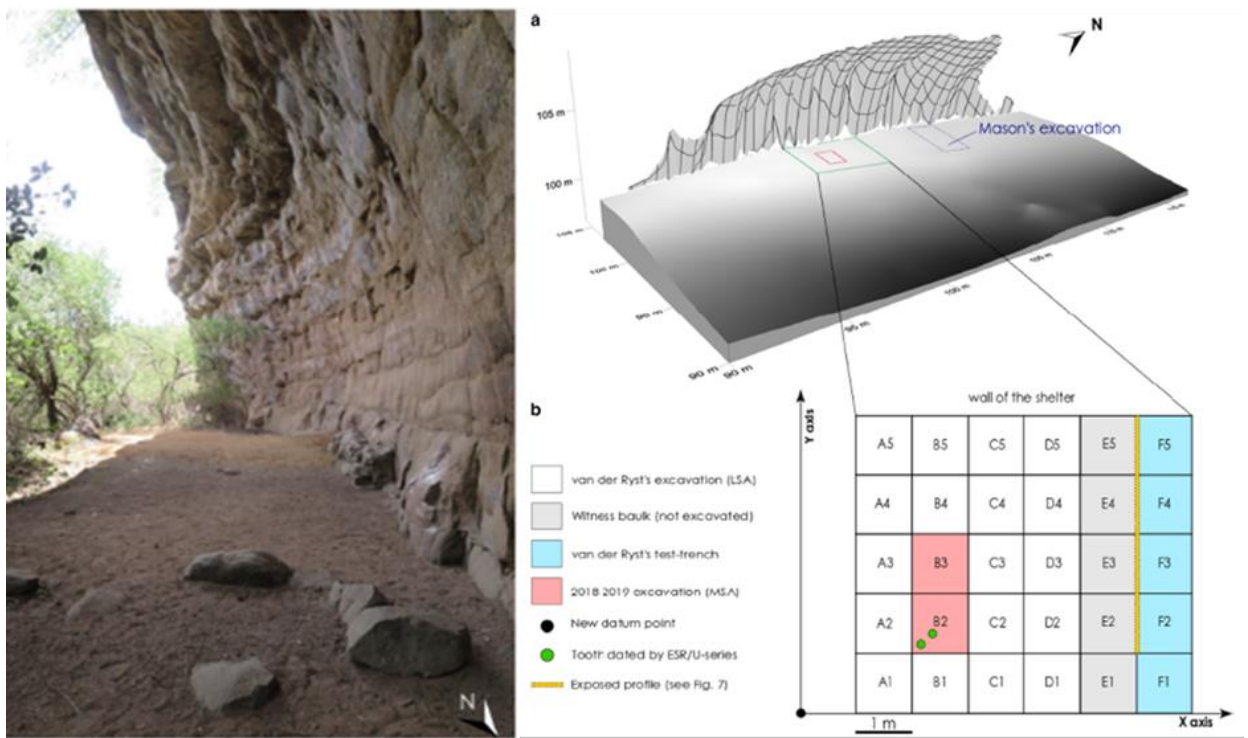 N
a
N
105 m
Mason's excavation
100 m
100 m
95 m
90 m
90 m
95 m
100 m
105 m
b
Y axis
wall of the shelter
van der Ryst's excavation (LSA)
Witness baulk (not excavated)
van der Ryst's test-trench
2018 2019 excavation (MSA)
New datum point
Tooth dated by ESR/U-series
Exposed profile (see Fig. 7)
A5 B5 C5 D5 E5 F5
A4 B4 C4 D4 E4 F4
A3 B3 C3 D3 E3 F3
A2 B2 C2 D2 E2 F2
A1 B1 C1 D1 E1 F1
1 m
X axis